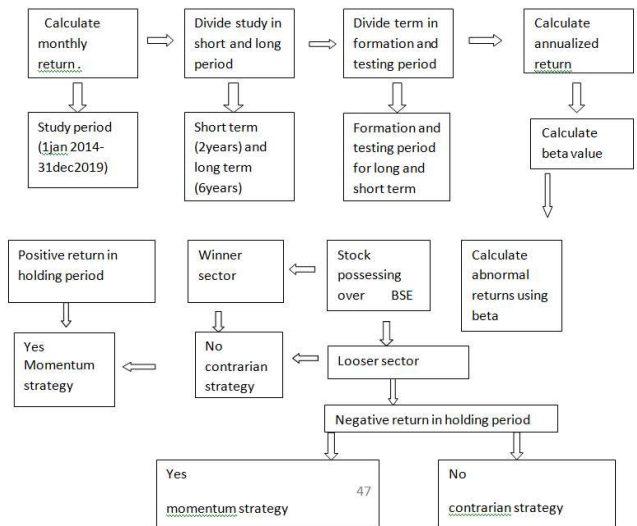 Calculate
monthly
return .
Divide study in
short and long
period
Divide term in
formation and
testing period
Calculate
annualized
return
Study period
(1jan 2014-
31dec2019)
Short term
(2years) and
long term
(6years)
Formation and
testing period
for long and
short term
Calculate
beta value
Positive return in
holding period
Winner
sector
Stock
possessing
over BSE
Calculate
abnormal
returns using
beta
Yes
Momentum
strategy
No
contrarian
strategy
Looser sector
Negative return in holding period
Yes
47
momentum strategy
No
contrarian strategy